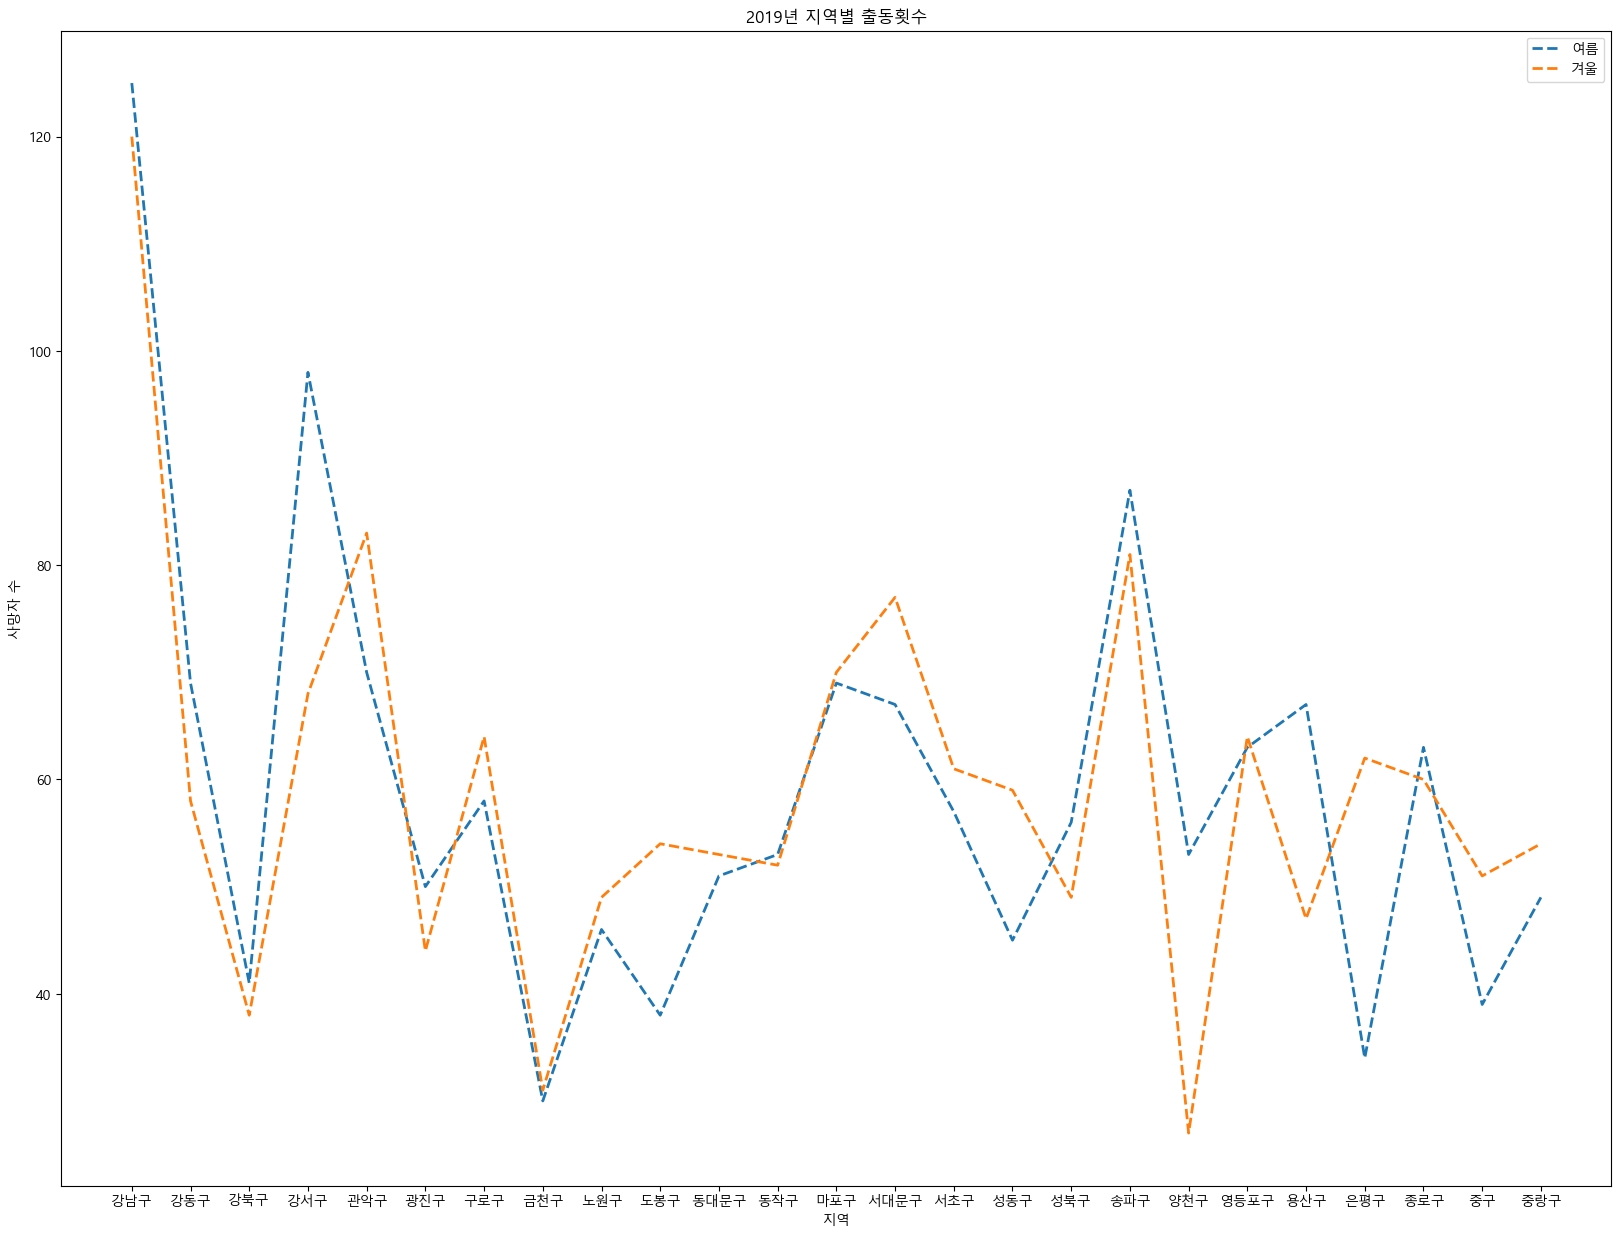 2019년 지역별 출동횟수
여름
겨울
120
100
80
60
40
사망자 수
강남구 강동구 강북구 강서구 관악구 광진구 구로구 금천구 노원구 도봉구 동대문구 동작구 마포구 서대문구 서초구 성동구 성북구 송파구 양천구 영등포구 용산구 은평구 종로구 중구 중랑구
지역